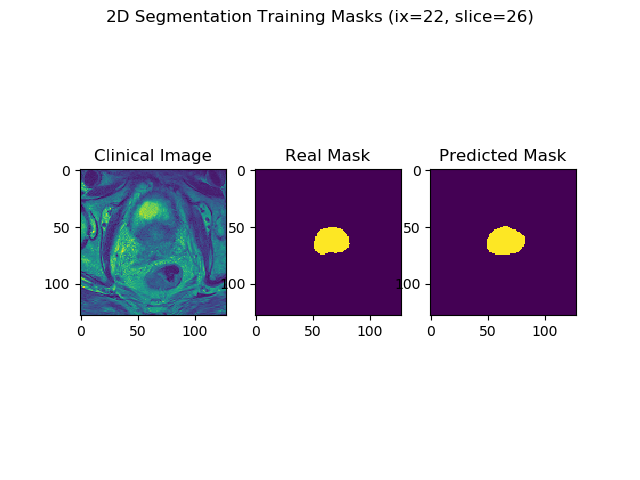 2D Segmentation Training Masks (ix=22, slice=26)
Clinical Image Real Mask Predicted Mask
0 0 0
50 50 50
100 100 100
0 50 100 0 50 100 0 50 100